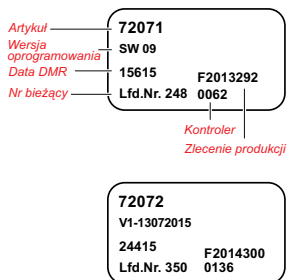 Artykuł
Wersja
oprogramowania
Data DMR
Nr bieżący
72071
SW 09
15615
F2013292
Lfd.Nr. 248 0062
Kontroler
Zlecenie produkcji
72072
V1-13072015
24415
F2014300
Lfd.Nr. 350 0136